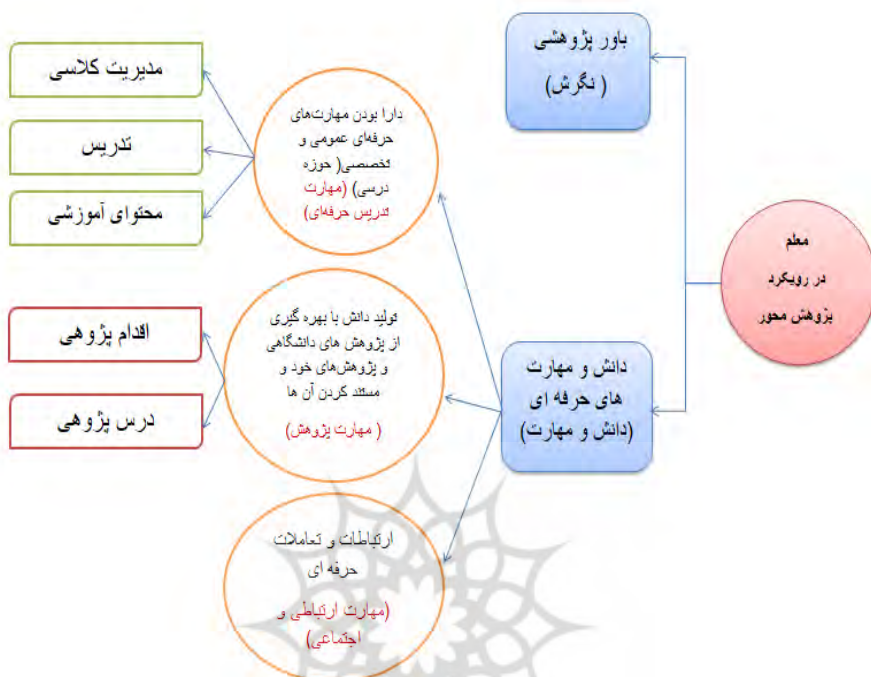 معلم
در رویکرد
پژوهش محور
باور پژوهشی
( نگرش)
دانش و مهارت
های حرفه ای
(دانش و مهارت)
دارا بودن مهارت‌های
حرفه‌ای عمومی و
تخصصی( حوزه
درسی) (مهارت
تدریس حرفه‌ای)
تولید دانش با بهره گیری
از پژوهش های دانشگاهی
و پژوهش‌های خود و
مستند کردن آن ها
( مهارت پژوهش)
ارتباطات و تعاملات
حرفه ای
(مهارت ارتباطی و
اجتماعی)
مدیریت کلاسی
تدریس
محتوای آموزشی
اقدام پژوهی
درس پژوهی